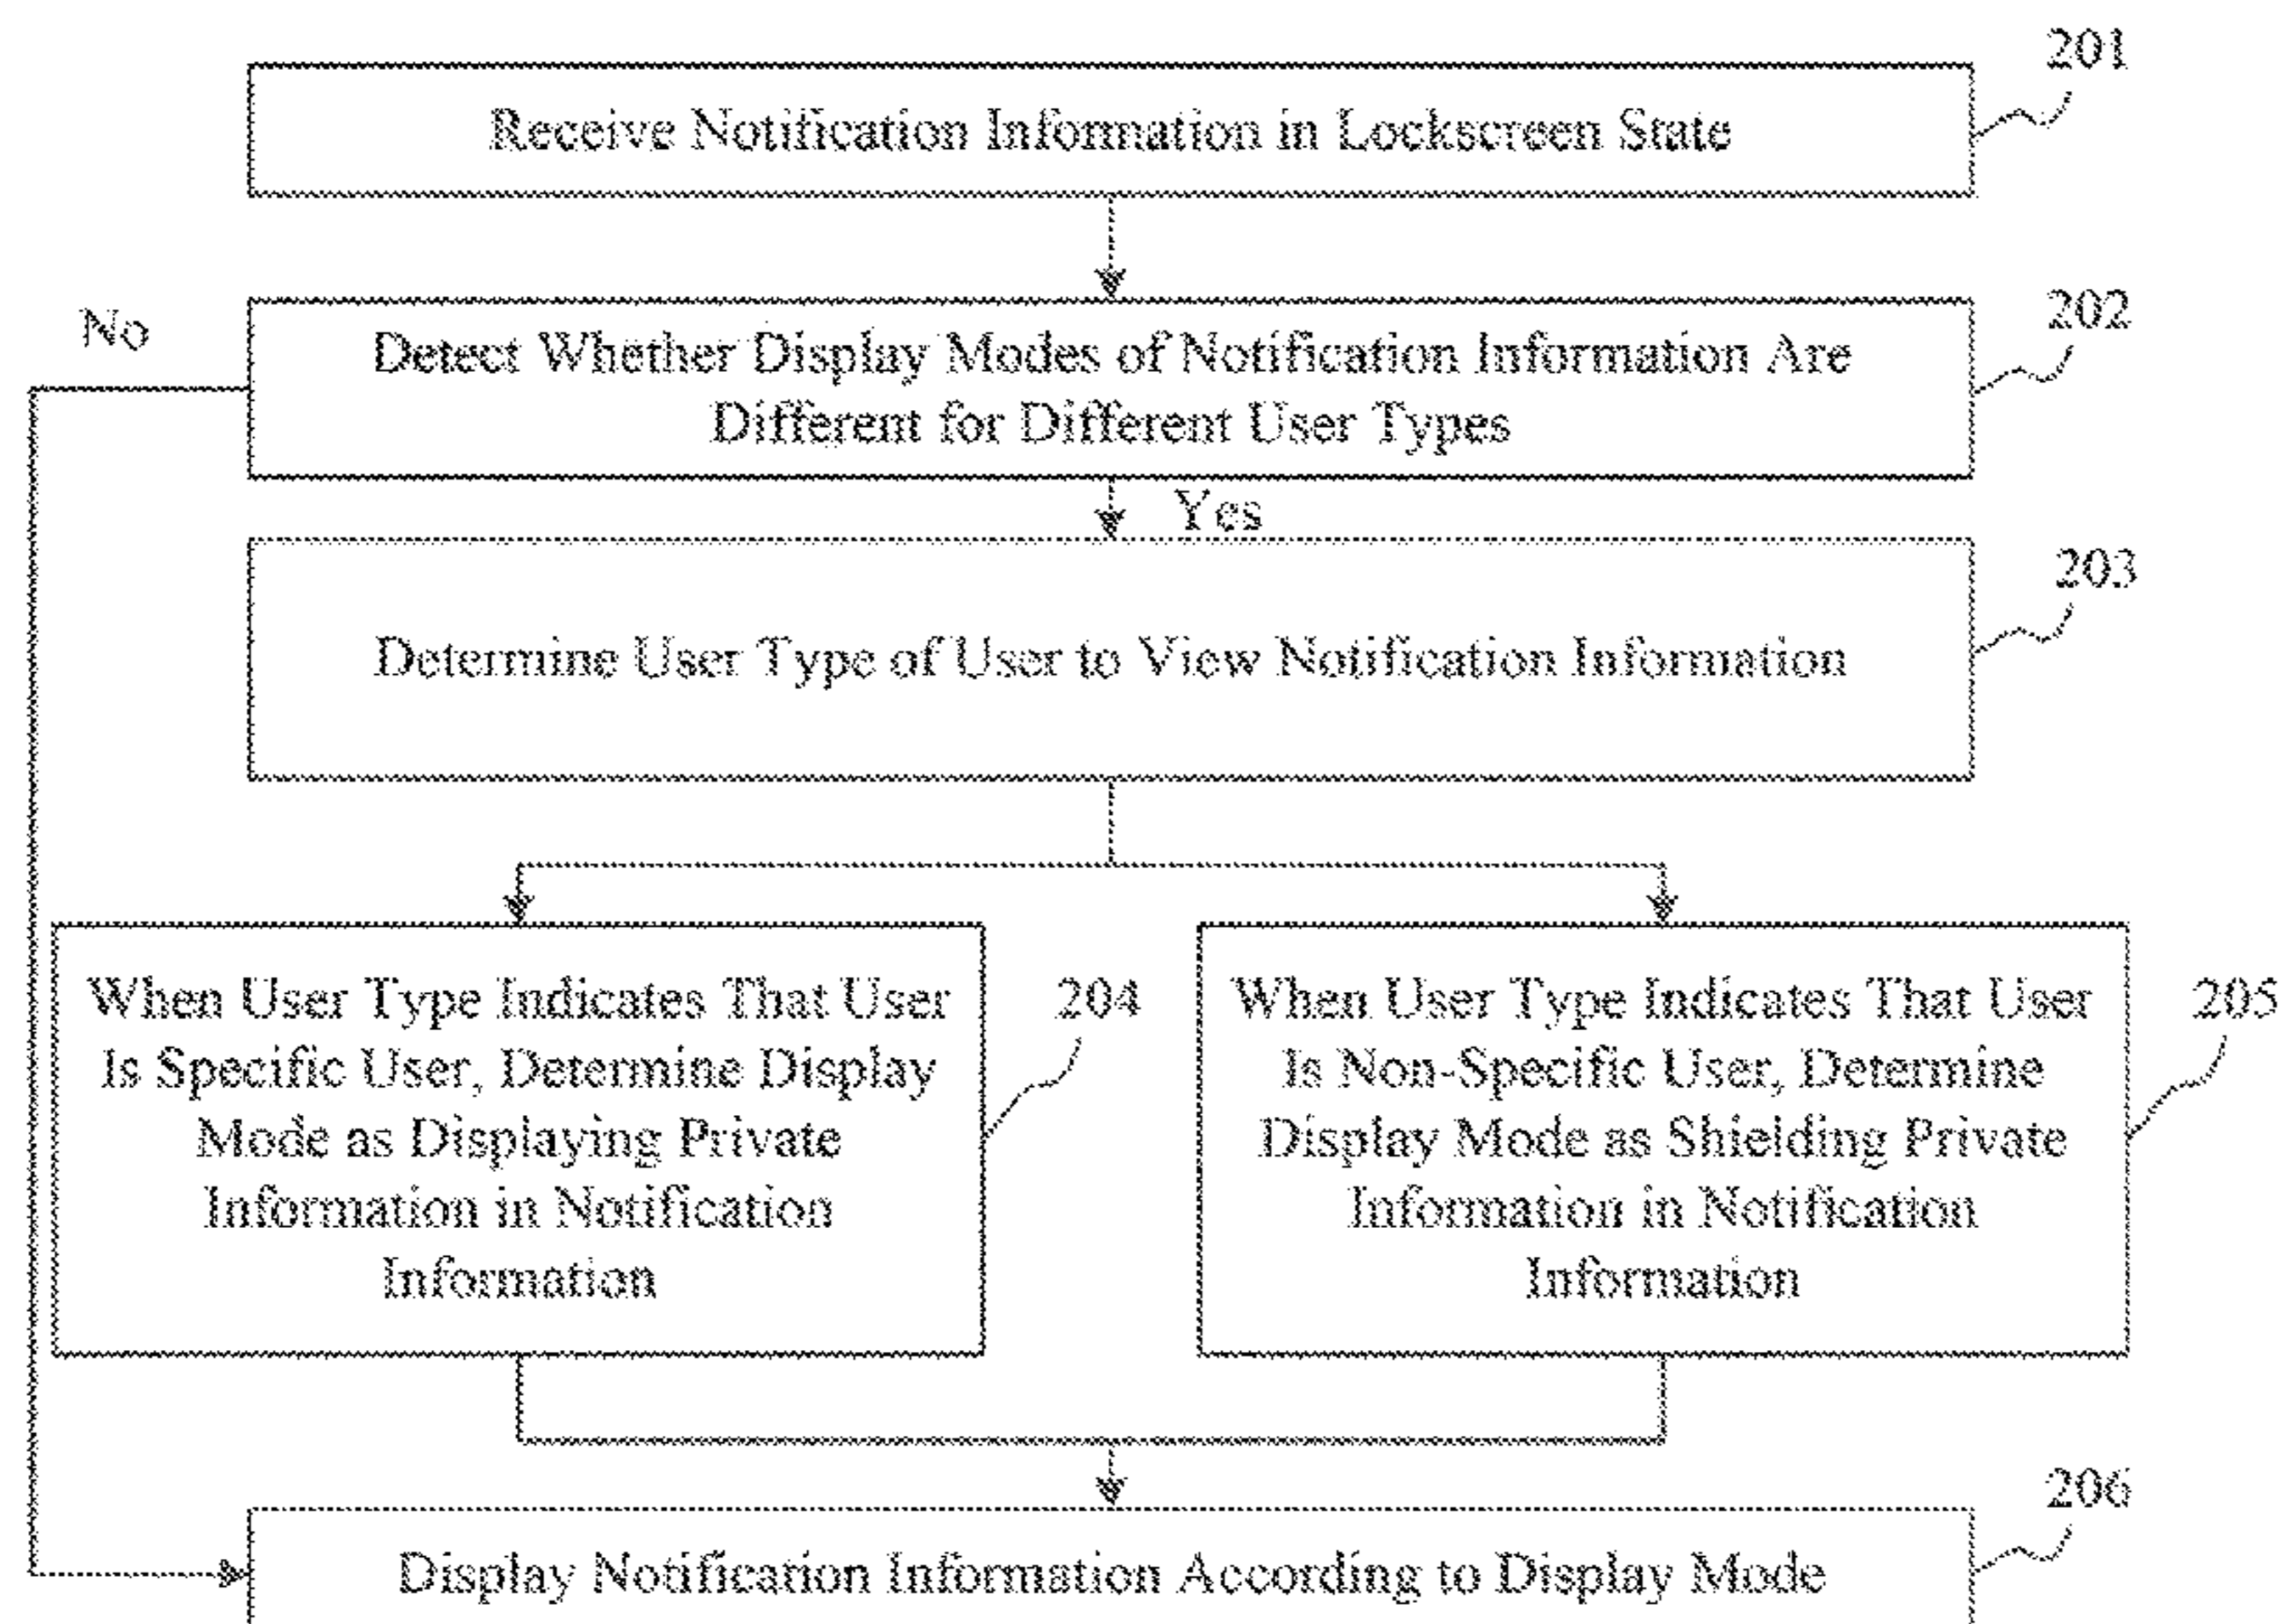 201
Receive Notification Information in Lockscreen State
No
202
Detect Whether Display Modes of Notification Information Are
Different for Different User Types
Yes
203
Determine User Type of User to View Notification Information
When User Type Indicates That User
Is Specific User, Determine Display
Mode as Displaying Private
Information in Notification
Information
204
When User Type Indicates That User
Is Non-Specific User, Determine
Display Mode as Shielding Private
Information in Notification
Information
205
206
Display Notification Information According to Display Mode